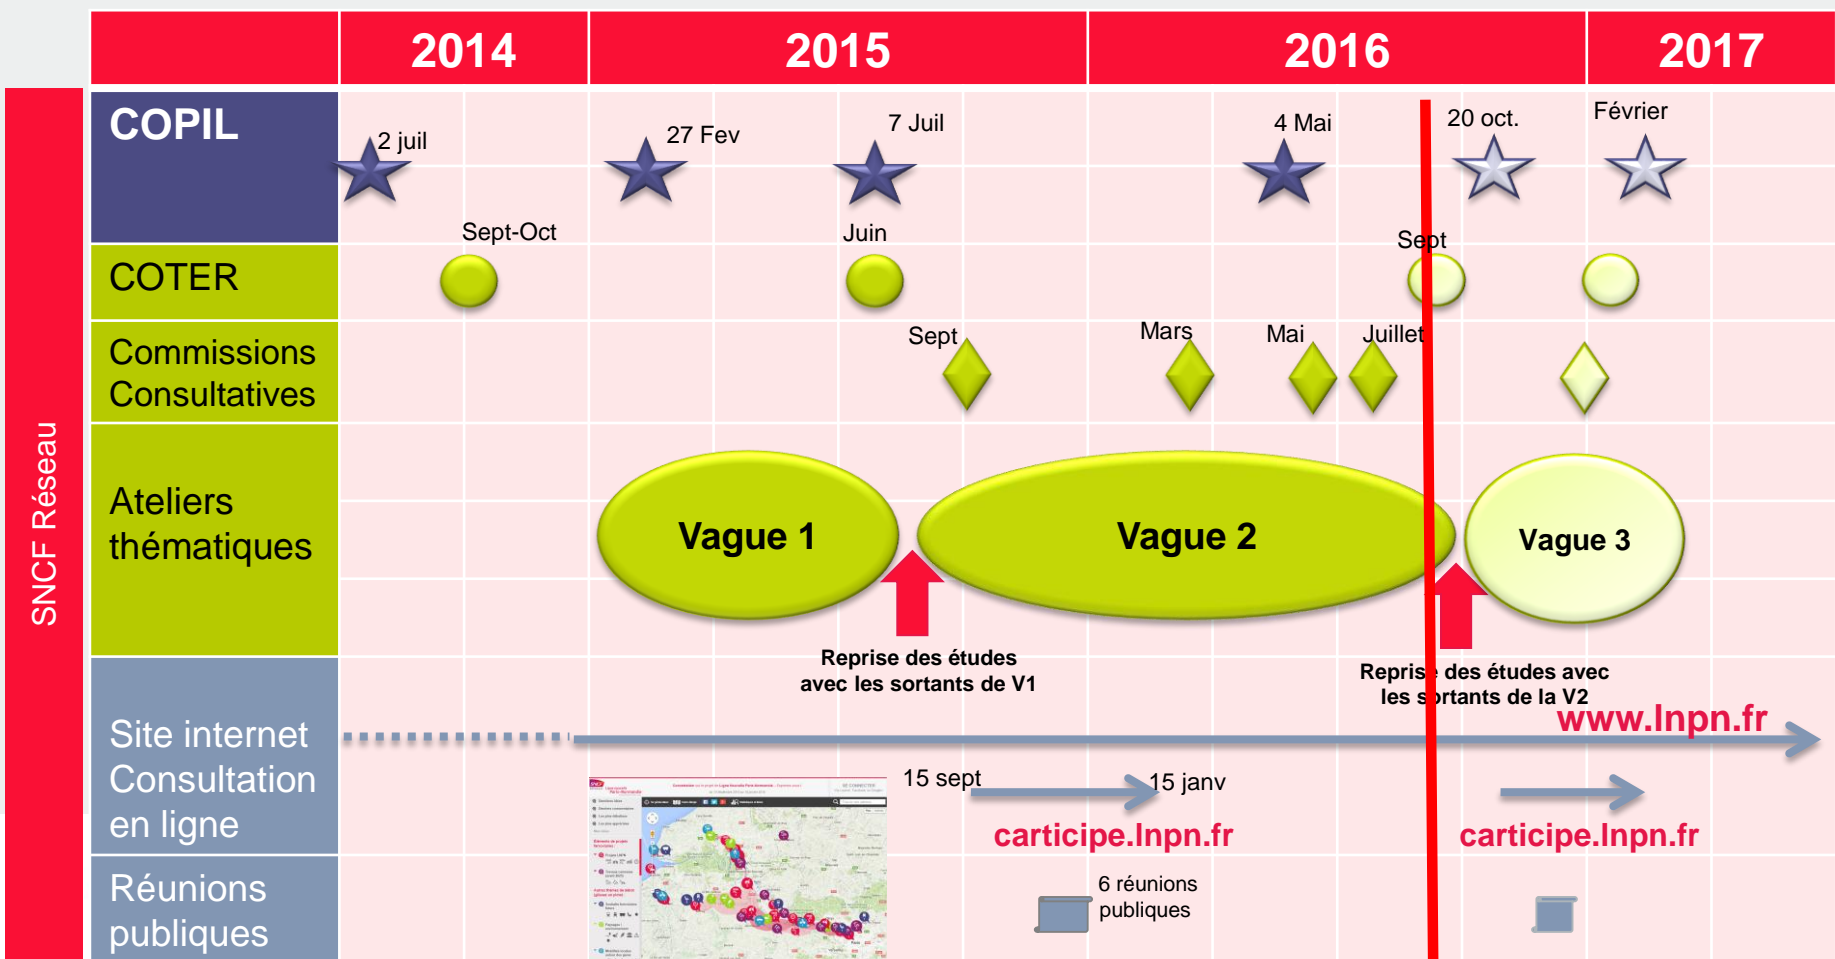 2014
2015
2016
2017
SNCF Réseau
COPIL
2 juil
27 Fev
7 Juil
4 Mai
20 oct.
Février
COTER
Sept-Oct
Juin
Sept
Commissions
Consultatives
Sept
Mars
Mai
Juillet
Ateliers
thématiques
Vague 1
Vague 2
Vague 3
Reprise des études
avec les sortants de V1
Reprise des études avec
les sortants de la V2
Site internet
Consultation
en ligne
www.lnpn.fr
15 sept
15 janv
carticipe.lnpn.fr
carticipe.lnpn.fr
Réunions
publiques
6 réunions
publiques